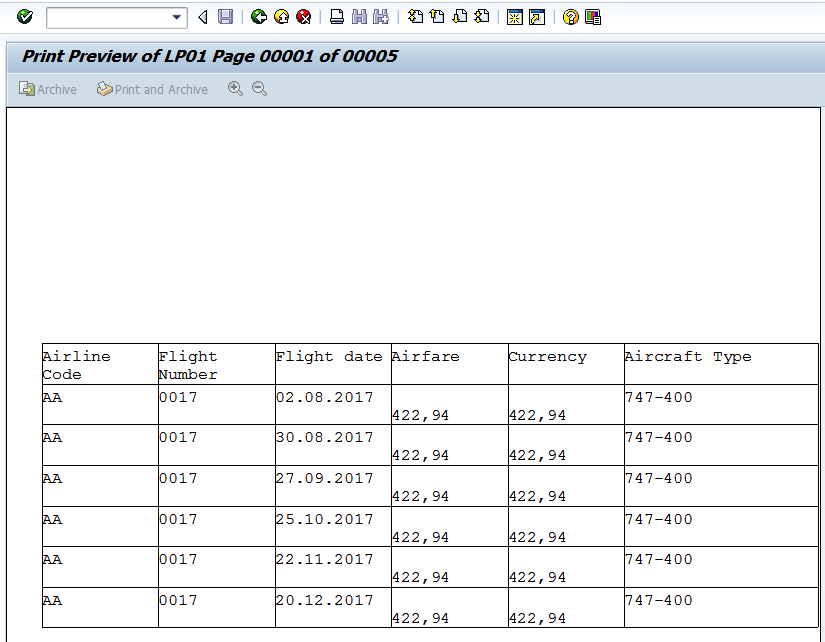 Print Preview of LP01 Page 00001 of 00005
Archive Print and Archive
Airline Code Flight Number Flight date Airfare Currency Aircraft Type
AA 0017 02.08.2017 422,94 422,94 747-400
AA 0017 30.08.2017 422,94 422,94 747-400
AA 0017 27.09.2017 422,94 422,94 747-400
AA 0017 25.10.2017 422,94 422,94 747-400
AA 0017 22.11.2017 422,94 422,94 747-400
AA 0017 20.12.2017 422,94 422,94 747-400